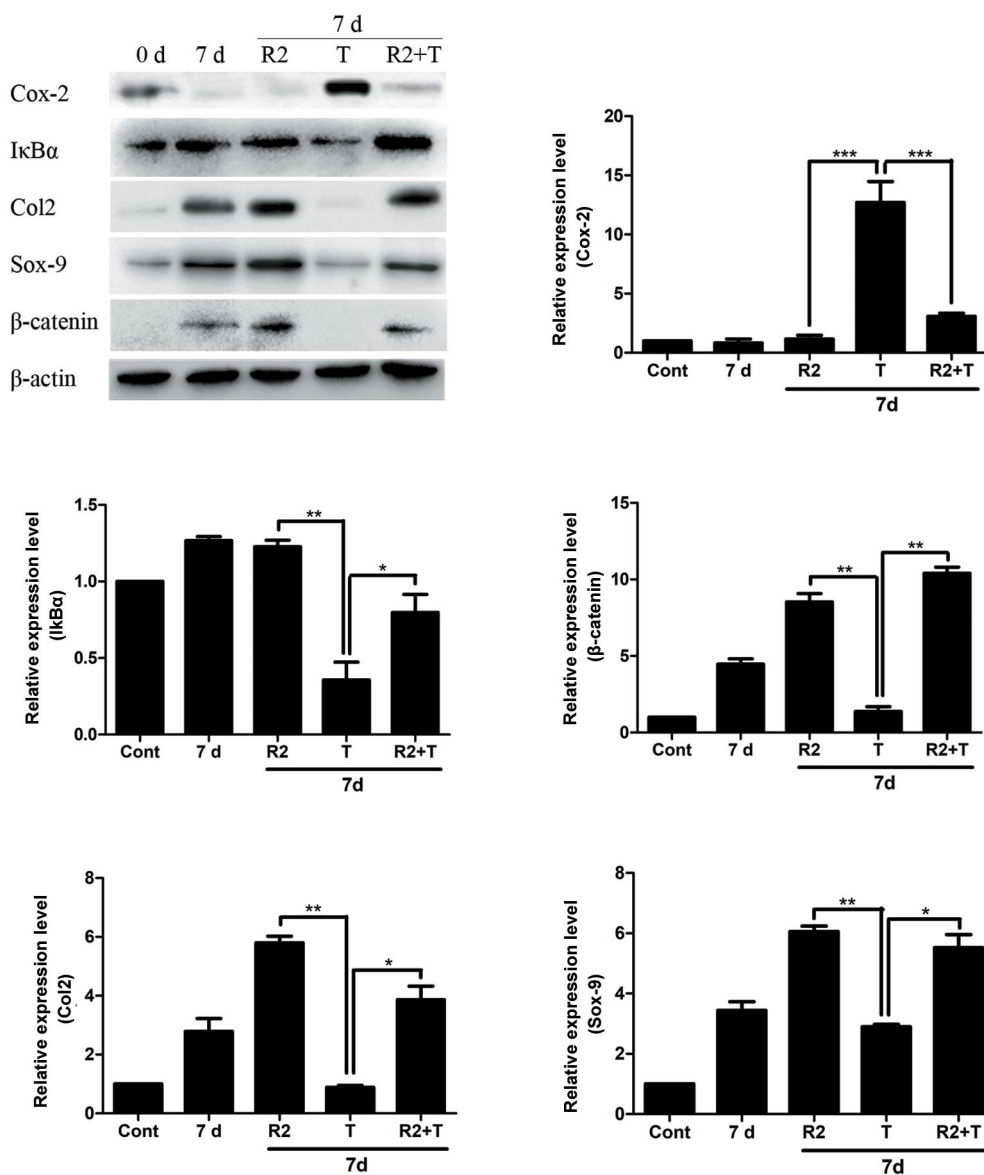 7 d
0 d 7 d R2 T R2+T
Cox-2
IκBα
Col2
Sox-9
β-catenin
β-actin
Relative expression level
(Cox-2)
20
15
10
5
0
*** ***
Cont 7 d R2 T R2+T
7d
Relative expression level
(IkBα)
1.5
1.0
0.5
0.0
**
*
Cont 7 d R2 T R2+T
7d
Relative expression level
(β-catenin)
15
10
5
0
**
**
Cont 7 d R2 T R2+T
7d
Relative expression level
(Col2)
8
6
4
2
0
**
*
Cont 7 d R2 T R2+T
7d
Relative expression level
(Sox-9)
8
6
4
2
0
**
*
Cont 7 d R2 T R2+T
7d